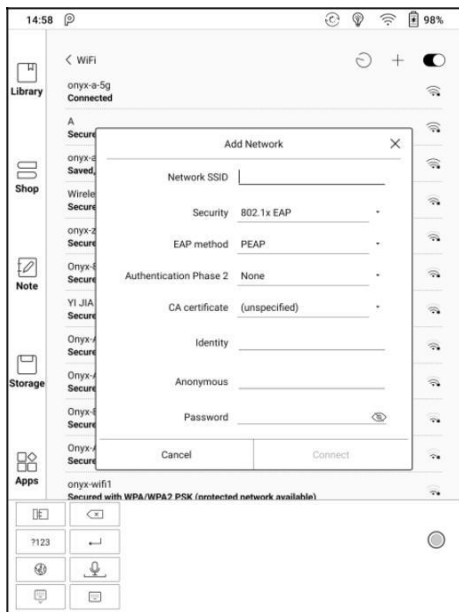 14:58
98%
WiFi
Library
onyx-a-5g
Connected
A
Secure
Add Network
onyx-a
Saved,
Network SSID
Shop
Wirele
Secure
Security 802.1x EAP
onyx-z
Secure
EAP method PEAP
Note
Onyx-E
Secure
Authentication Phase 2 None
YI JIA
Secure
CA certificate (unspecified)
Onyx-A
Secure
Identity
Storage
Onyx-A
Secure
Anonymous
Onyx-E
Secure
Password
Onyx-A
Secure
Cancel Connect
Apps
onyx-wifi1
Secured with WPA/WPA2 PSK (protected network available)
?123